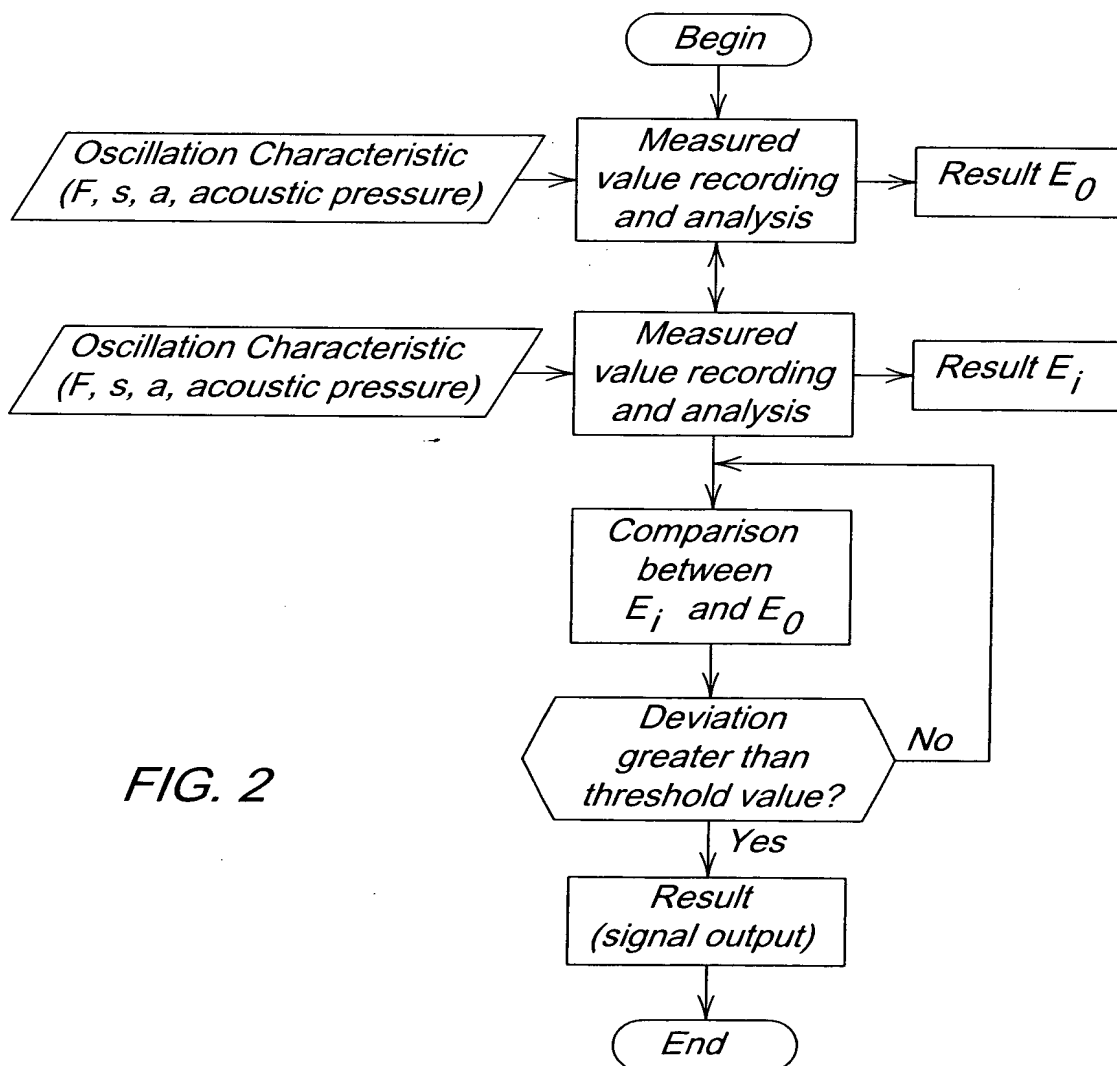 Begin
Oscillation Characteristic
(F, s, a, acoustic pressure)
Measured
value recording
and analysis
Result E0
Oscillation Characteristic
(F, s, a, acoustic pressure)
Measured
value recording
and analysis
Result Ei
Comparison
between
Ei and E0
Deviation
greater than
threshold value?
No
FIG. 2
Yes
Result
(signal output)
End